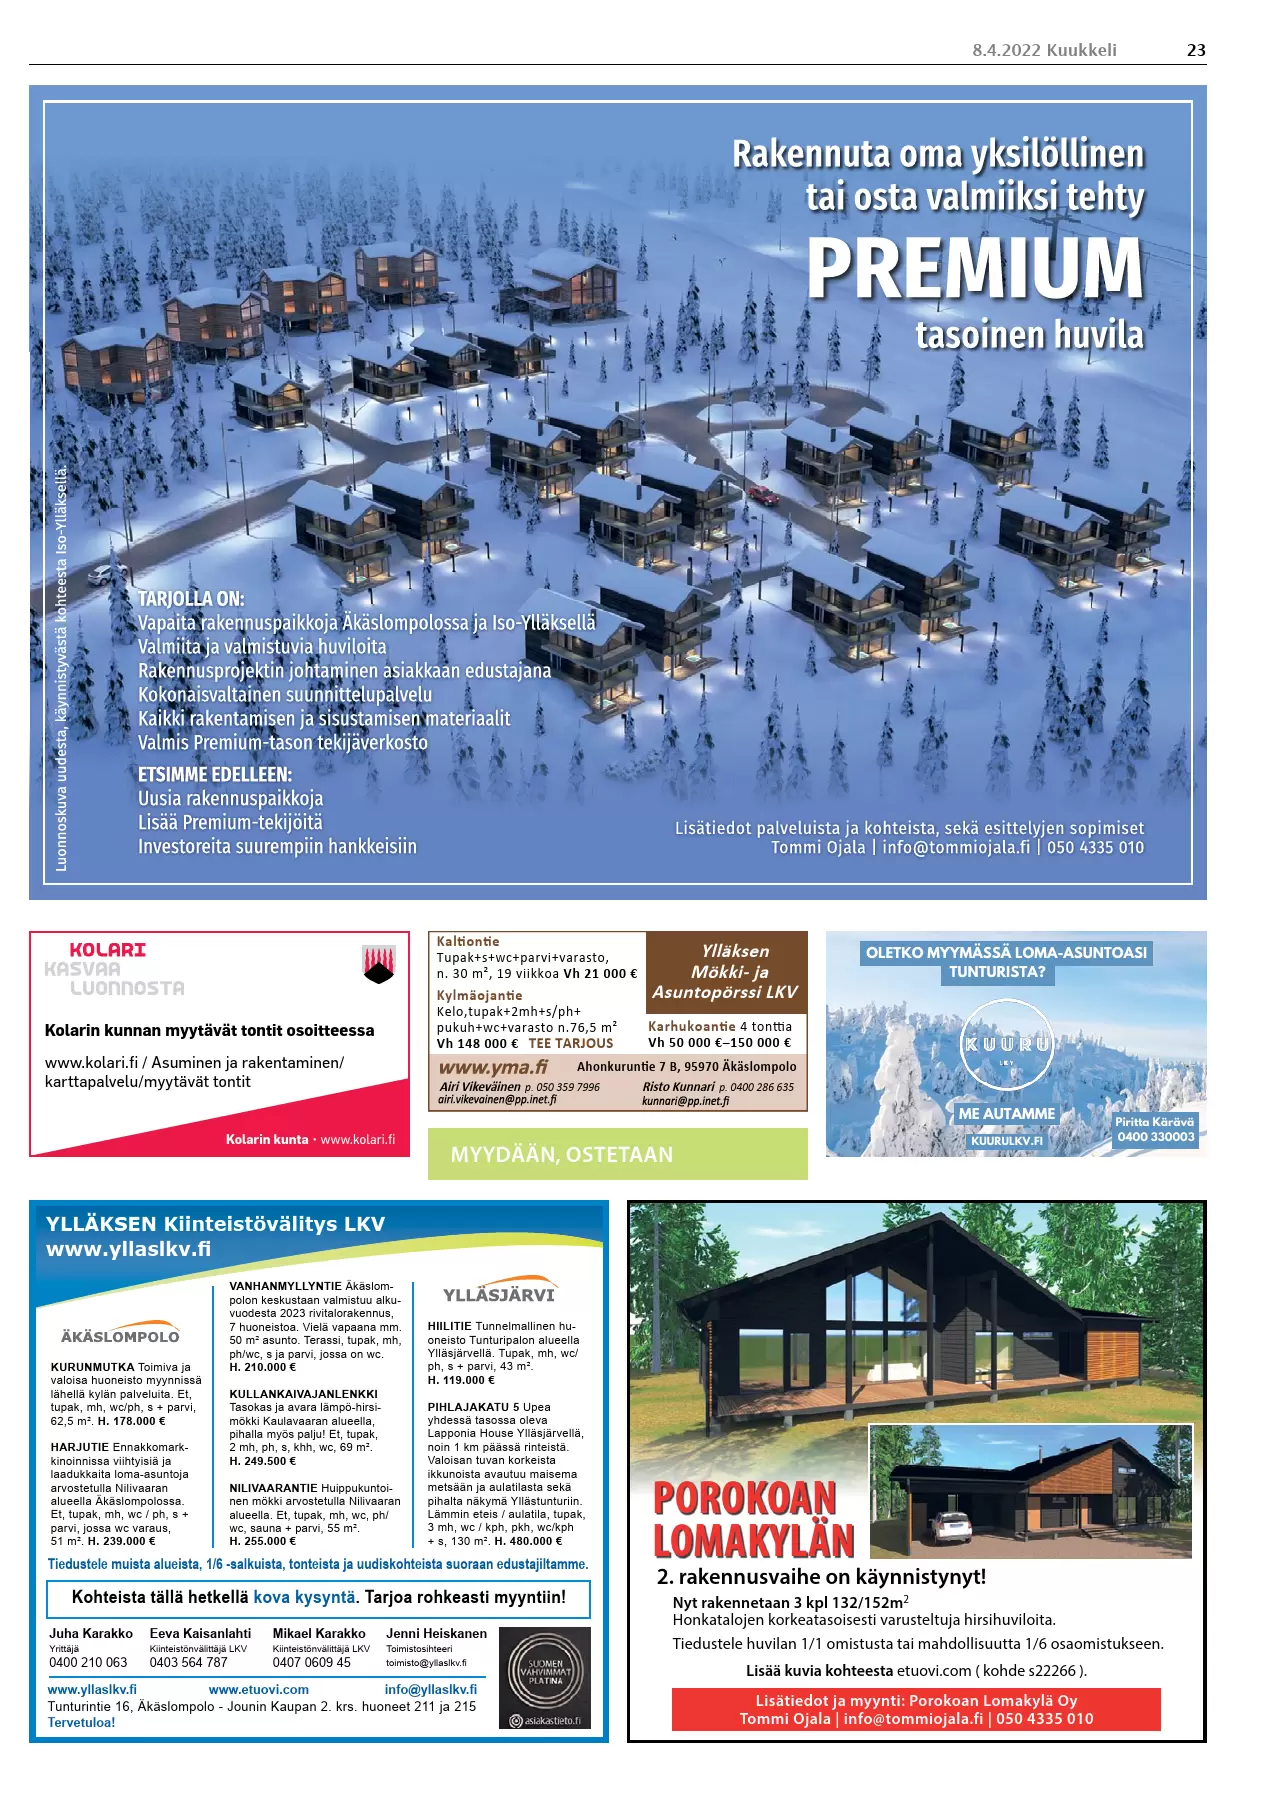 8.4.2022 Kuukkeli 23
Rakennuta oma yksilöllinen
tai osta valmiiksi tehty
PREMIUM
tasoinen huvila
Luonnoskuva uudesta, käynnistyvästä kohteesta Iso-Ylläksellä.
TARJOLLA ON:
Vapaita rakennuspaikkoja Äkäslompolossa ja Iso-Ylläksellä
Valmiita ja valmistuvia huviloita
Rakennusprojektin johtaminen asiakkaan edustajana
Kokonaisvaltainen suunnittelupalvelu
Kaikki rakentamisen ja sisustamisen materiaalit
Valmis Premium-tason tekijäverkosto
ETSIMME EDELLEEN:
Uusia rakennuspaikkoja
Lisää Premium-tekijöitä
Investoreita suurempiin hankkeisiin
Lisätiedot palveluista ja kohteista, sekä esittelyjen sopimiset
Tommi Ojala | info@tommiojala.fi | 050 4335 010
KOLARI
KASVAA
LUONNOSTA
Kolarin kunnan myytävät tontit osoitteessa
www.kolari.fi / Asuminen ja rakentaminen/
karttapalvelu/myytävät tontit
Kolarin kunta · www.kolari.fi
Kaltiontie
Tupak+s+wc+parvi+varasto,
n. 30 m², 19 viikkoa Vh 21 000 €
Kylmäojantie
Kelo,tupak+2mh+s/ph+
pukuh+wc+varasto n.76,5 m²
Vh 148 000 € TEE TARJOUS
Ylläksen
Mökki- ja
Asuntopörssi LKV
Karhukoantie 4 tonttia
Vh 50 000 €–150 000 €
www.yma.fi Ahonkuruntie 7 B, 95970 Äkäslompolo
Airi Vikeväinen p. 050 359 7996
airi.vikevainen@pp.inet.fi
Risto Kunnari p. 0400 286 635
kunnari@pp.inet.fi
MYYDÄÄN, OSTETAAN
OLETKO MYYMÄSSÄ LOMA-ASUNTOASI
TUNTURISTA?
KUURU
LKV
ME AUTAMME
KUURULKV.FI
Piritta Kärävä
0400 330003
YLLÄKSEN Kiinteistövälitys LKV
www.yllaslkv.fi
ÄKÄSLOMPOLO
KURUNMUTKA Toimiva ja
valoisa huoneisto myynnissä
lähellä kylän palveluita. Et,
tupak, mh, wc/ph, s + parvi,
62,5 m². H. 178.000 €
HARJUTIE Ennakkomark-
kinoinnissa viihtyisiä ja
laadukkaita loma-asuntoja
arvostetulla Nilivaaran
alueella Äkäslompolossa.
Et, tupak, mh, wc / ph, s +
parvi, jossa wc varaus,
51 m². H. 239.000 €
VANHANMYLLYNTIE Äkäslom-
polon keskustaan valmistuu alku-
vuodesta 2023 rivitalorakennus,
7 huoneistoa. Vielä vapaana mm.
50 m² asunto. Terassi, tupak, mh,
ph/wc, s ja parvi, jossa on wc.
H. 210.000 €
KULLANKAIVAJANLENKKI
Tasokas ja avara lämpö-hirsi-
mökki Kaulavaaran alueella,
pihalla myös palju! Et, tupak,
2 mh, ph, s, khh, wc, 69 m².
H. 249.500 €
NILIVAARANTIE Huippukuntoi-
nen mökki arvostetulla Nilivaaran
alueella. Et, tupak, mh, wc, ph/
wc, sauna + parvi, 55 m².
H. 255.000 €
YLLÄSJÄRVI
HIILITIE Tunnelmallinen hu-
oneisto Tunturipalon alueella
Ylläsjärvellä. Tupak, mh, wc/
ph, s + parvi, 43 m².
H. 119.000 €
PIHLAJAKATU 5 Upea
yhdessä tasossa oleva
Lapponia House Ylläsjärvellä,
noin 1 km päässä rinteistä.
Valoisan tuvan korkeista
ikkunoista avautuu maisema
metsään ja aulatilasta sekä
pihalta näkymä Yllästunturiin.
Lämmin eteis / aulatila, tupak,
3 mh, wc / kph, pkh, wc/kph
+ s, 130 m². H. 480.000 €
Tiedustele muista alueista, 1/6 -salkuista, tonteista ja uudiskohteista suoraan edustajiltamme.
Kohteista tällä hetkellä kova kysyntä. Tarjoa rohkeasti myyntiin!
Juha Karakko
Yrittäjä
0400 210 063
Eeva Kaisanlahti
Kiinteistönvälittäjä LKV
0403 564 787
Mikael Karakko
Kiinteistönvälittäjä LKV
0407 0609 45
Jenni Heiskanen
Toimistosihteeri
toimisto@yllaslkv.fi
www.yllaslkv.fi www.etuovi.com info@yllaslkv.fi
Tunturintie 16, Äkäslompolo - Jounin Kaupan 2. krs. huoneet 211 ja 215
Tervetuloa!
SUOMEN
VAHVIMMAT
PLATINA
asiakastieto.fi
POROKOAN
LOMAKYLÄN
2. rakennusvaihe on käynnistynyt!
Nyt rakennetaan 3 kpl 132/152m²
Honkatalojen korkeatasoisesti varusteltuja hirsihuviloita.
Tiedustele huvilan 1/1 omistusta tai mahdollisuutta 1/6 osaomistukseen.
Lisää kuvia kohteesta etuovi.com ( kohde s22266 ).
Lisätiedot ja myynti: Porokoan Lomakylä Oy
Tommi Ojala | info@tommiojala.fi | 050 4335 010